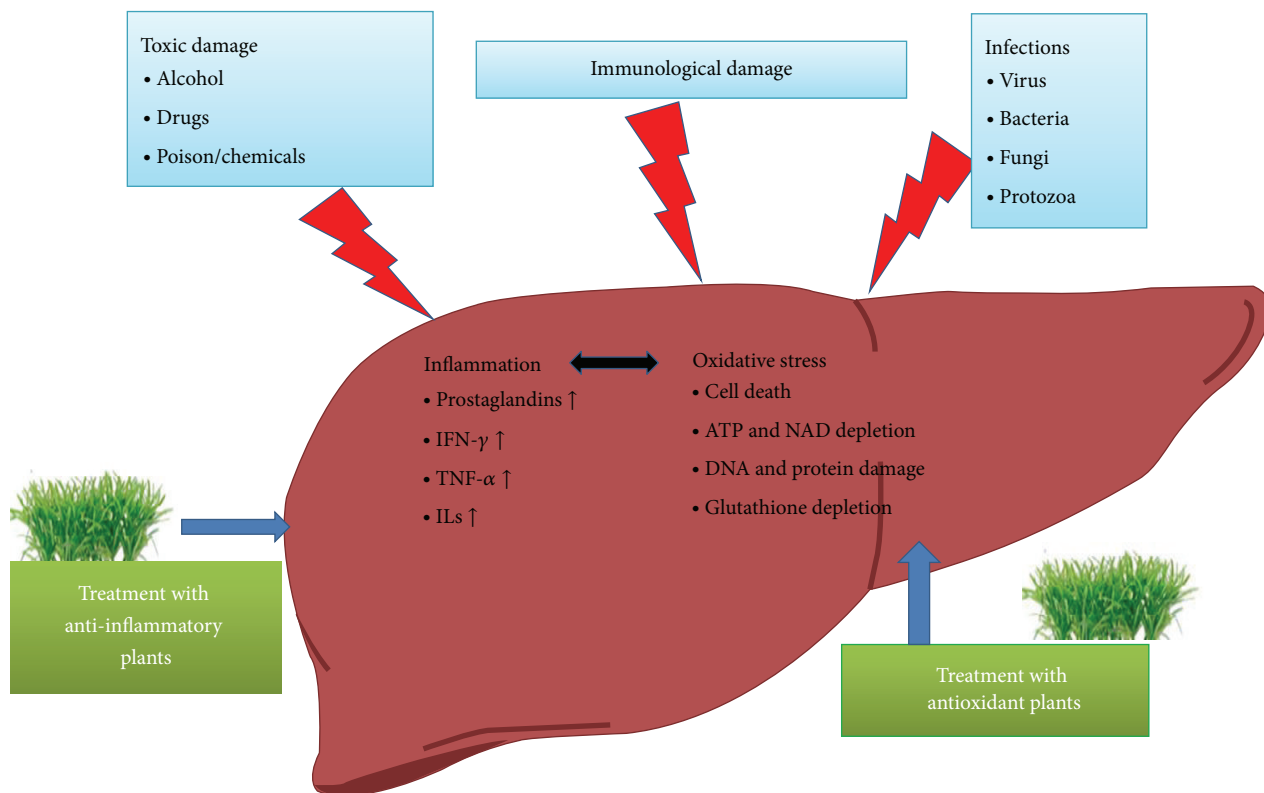 Toxic damage
• Alcohol
• Drugs
• Poison/chemicals
Immunological damage
Infections
• Virus
• Bacteria
• Fungi
• Protozoa
Inflammation
• Prostaglandins ↑
• IFN-γ ↑
• TNF-α ↑
• ILs ↑
Oxidative stress
• Cell death
• ATP and NAD depletion
• DNA and protein damage
• Glutathione depletion
Treatment with
anti-inflammatory
plants
Treatment with
antioxidant plants